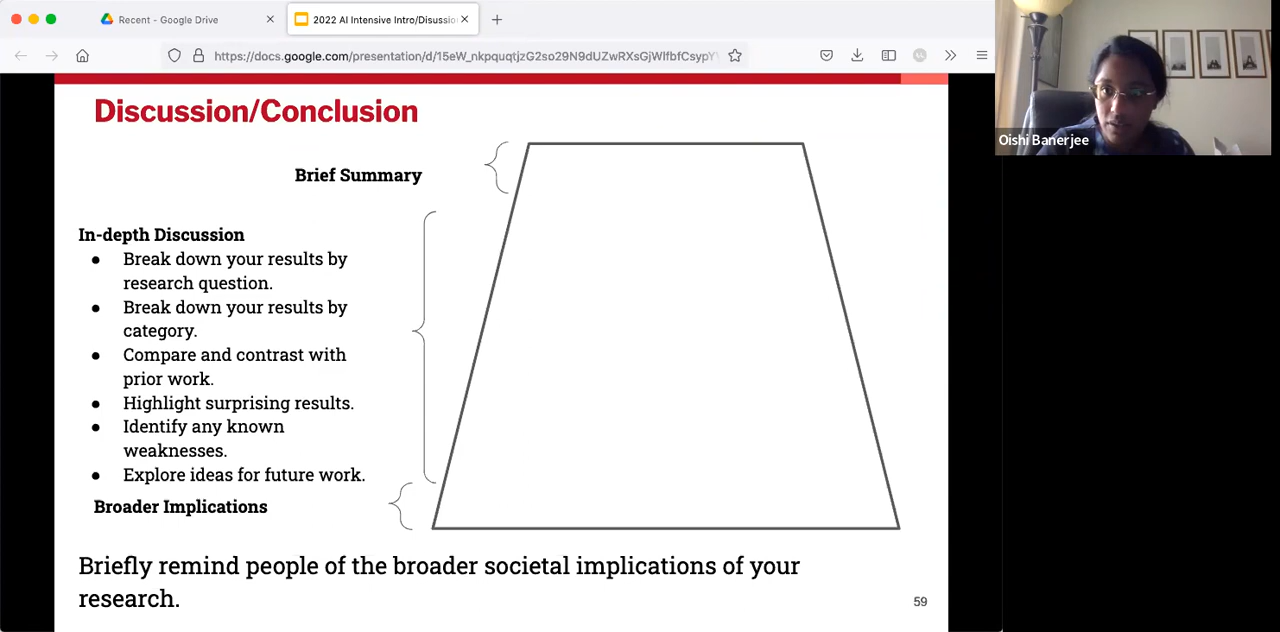 Recent - Google Drive
2022 AI Intensive Intro/Disussio
https://docs.google.com/presentation/d/15eW_nkpquqtjzG2so29N9dUZwRXsGjWlfbfCsypY
Oishi Banerjee
Discussion/Conclusion
Brief Summary
In-depth Discussion
● Break down your results by
research question.
● Break down your results by
category.
● Compare and contrast with
prior work.
● Highlight surprising results.
● Identify any known
weaknesses.
● Explore ideas for future work.
Broader Implications
Briefly remind people of the broader societal implications of your
research.
59